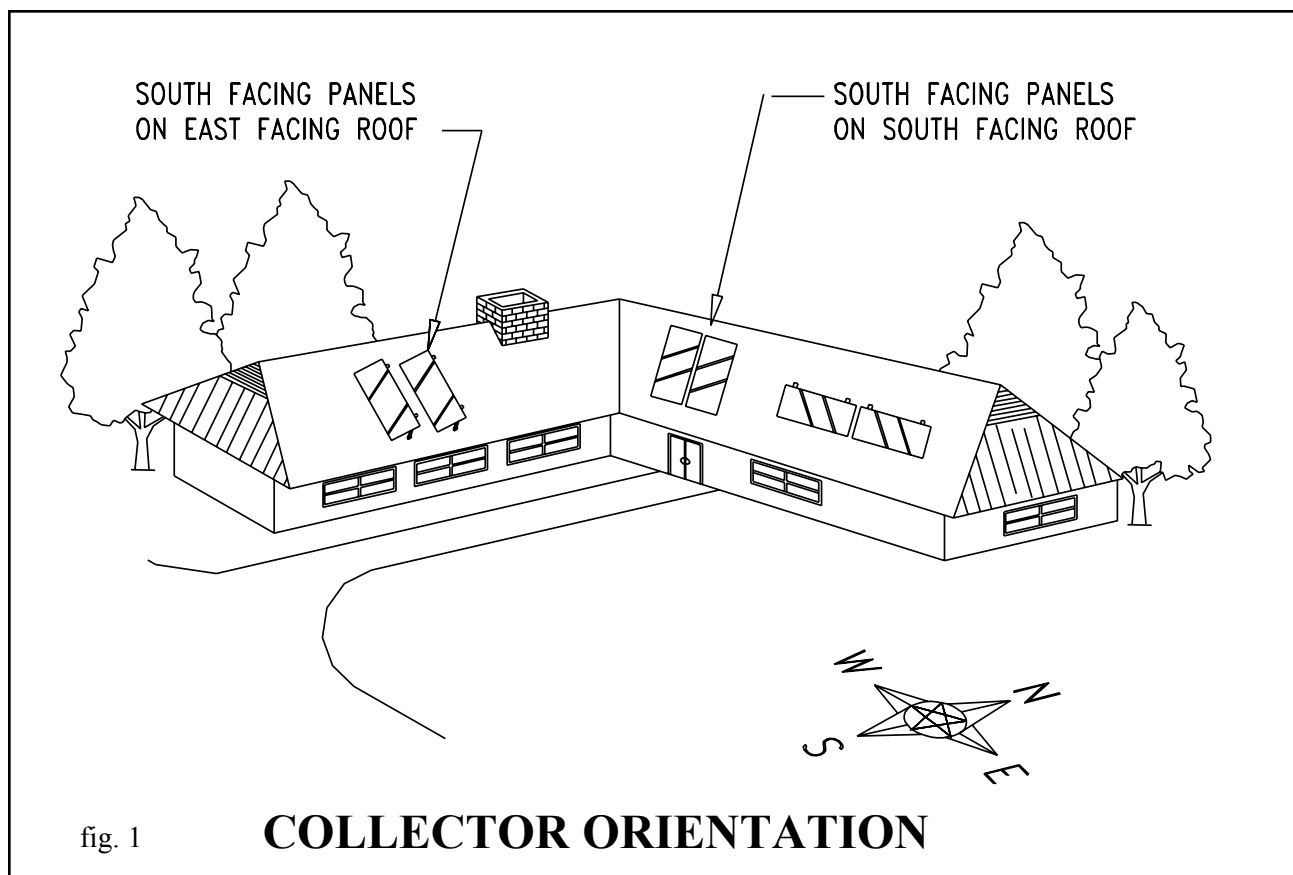 SOUTH FACING PANELS
ON EAST FACING ROOF
SOUTH FACING PANELS
ON SOUTH FACING ROOF
W
N
S
E
fig. 1
COLLECTOR ORIENTATION